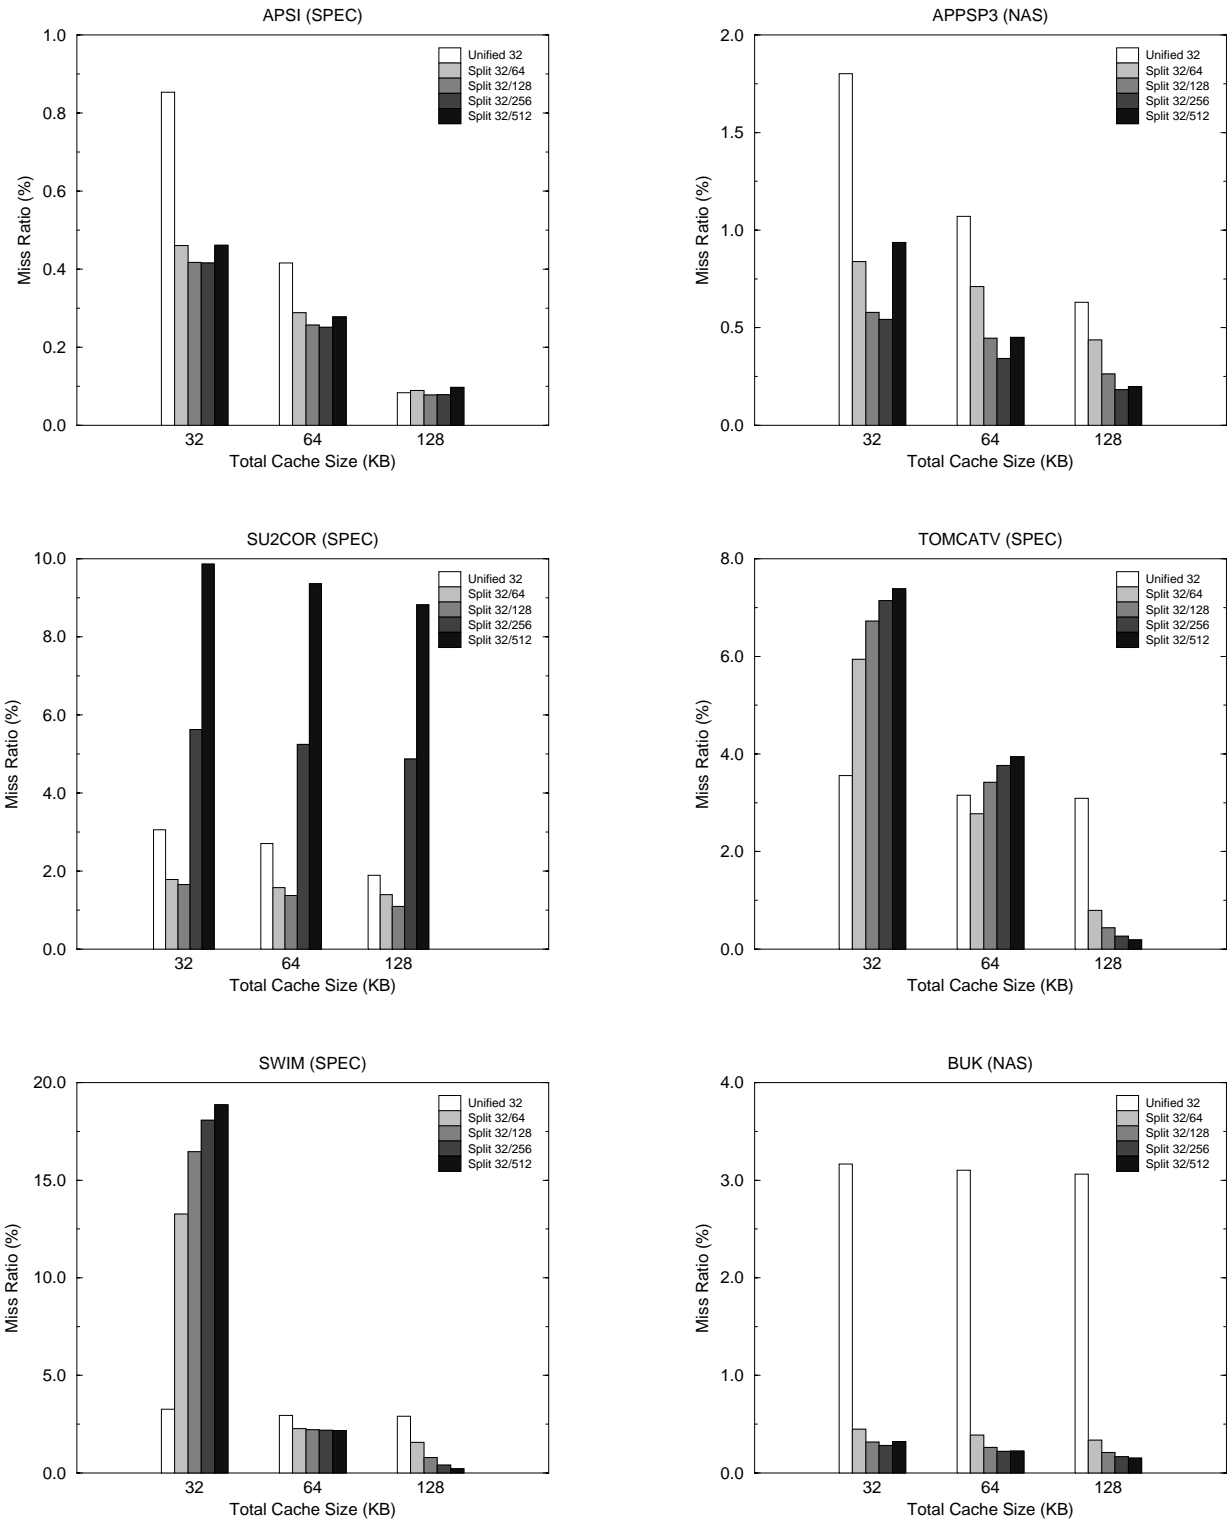 APSI (SPEC)
1.0
0.8
0.6
0.4
0.2
0.0
Miss Ratio (%)
Unified 32
Split 32/64
Split 32/128
Split 32/256
Split 32/512
32 64 128
Total Cache Size (KB)
APPSP3 (NAS)
2.0
1.5
1.0
0.5
0.0
Miss Ratio (%)
Unified 32
Split 32/64
Split 32/128
Split 32/256
Split 32/512
32 64 128
Total Cache Size (KB)
SU2COR (SPEC)
10.0
8.0
6.0
4.0
2.0
0.0
Miss Ratio (%)
Unified 32
Split 32/64
Split 32/128
Split 32/256
Split 32/512
32 64 128
Total Cache Size (KB)
TOMCATV (SPEC)
8.0
6.0
4.0
2.0
0.0
Miss Ratio (%)
Unified 32
Split 32/64
Split 32/128
Split 32/256
Split 32/512
32 64 128
Total Cache Size (KB)
SWIM (SPEC)
20.0
15.0
10.0
5.0
0.0
Miss Ratio (%)
Unified 32
Split 32/64
Split 32/128
Split 32/256
Split 32/512
32 64 128
Total Cache Size (KB)
BUK (NAS)
4.0
3.0
2.0
1.0
0.0
Miss Ratio (%)
Unified 32
Split 32/64
Split 32/128
Split 32/256
Split 32/512
32 64 128
Total Cache Size (KB)